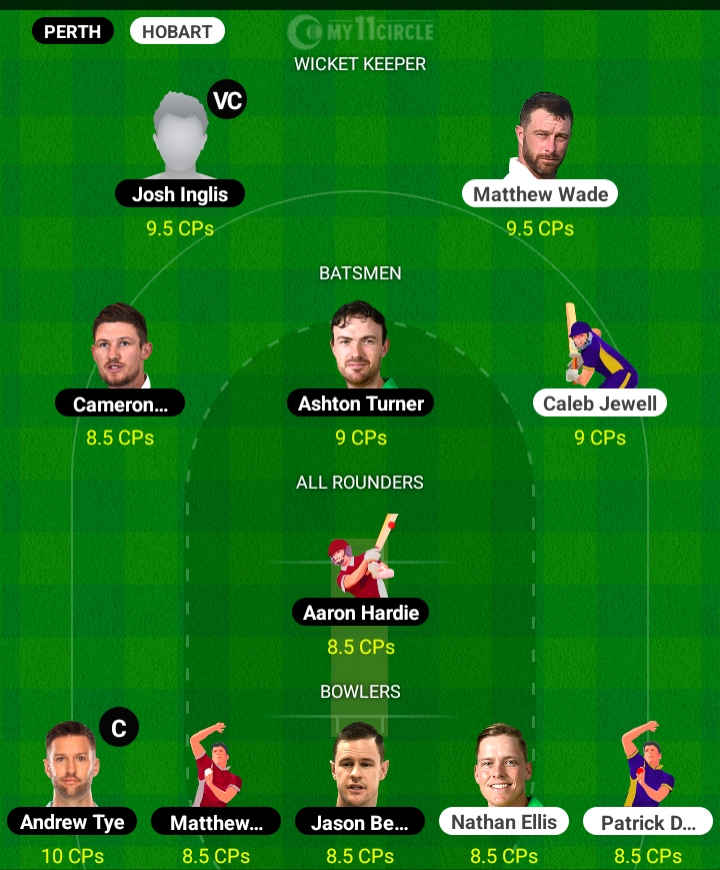 PERTH HOBART MY11CIRCLE
WICKET KEEPER
VC
Josh Inglis Matthew Wade
9.5 CPs 9.5 CPs
BATSMEN
Cameron... Ashton Turner Caleb Jewell
8.5 CPs 9 CPs 9 CPs
ALL ROUNDERS
Aaron Hardie
8.5 CPs
BOWLERS
C
Andrew Tye Matthew... Jason Be... Nathan Ellis Patrick D...
10 CPs 8.5 CPs 8.5 CPs 8.5 CPs 8.5 CPs